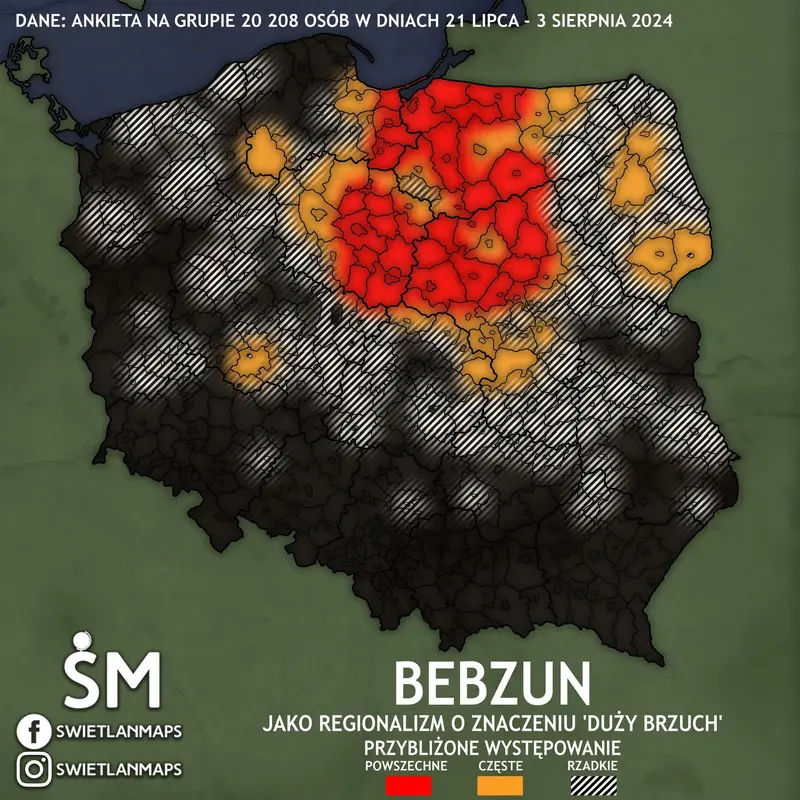 DANE: ANKIETA NA GRUPIE 20 208 OSÓB W DNIACH 21 LIPCA - 3 SIERPNIA 2024
ŚM
SWIETLANMAPS
SWIETLANMAPS
BEBZUN
JAKO REGIONALIZM O ZNACZENIU 'DUŻY BRZUCH'
PRZYBLIŻONE WYSTĘPOWANIE
POWSZECHNE CZĘSTE RZADKIE